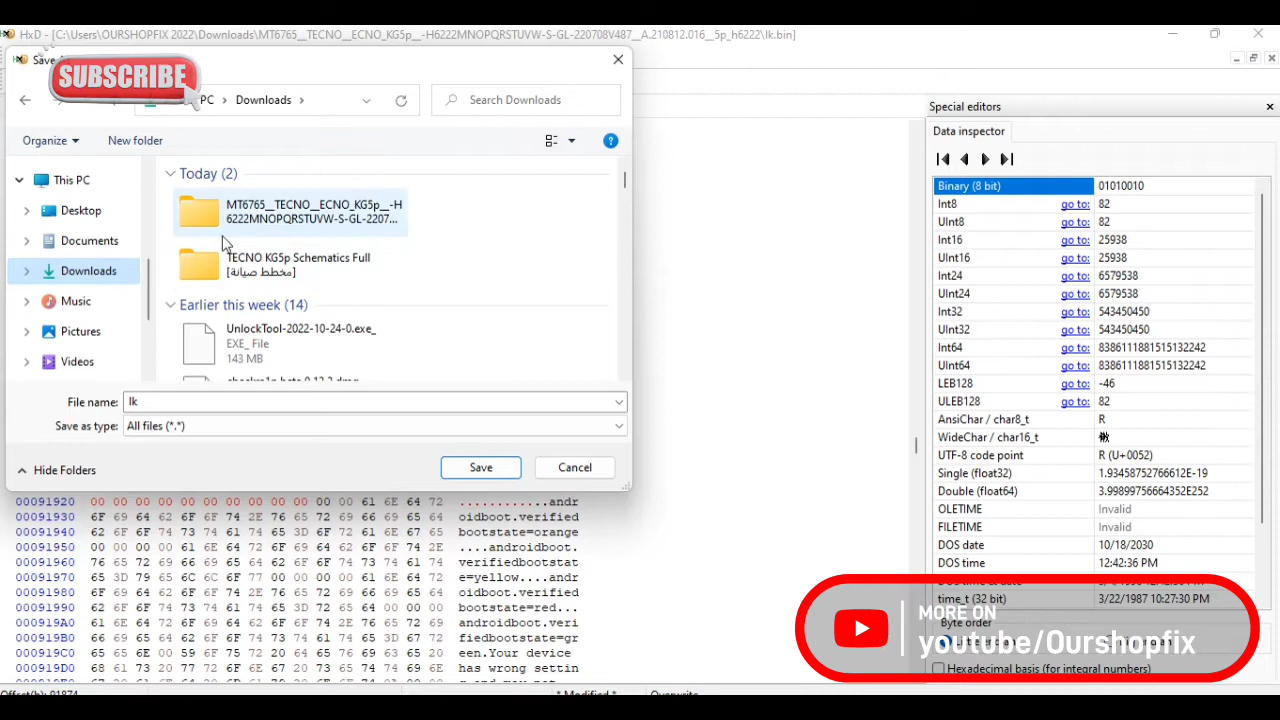 HxD - [C:\Users\OURSHOPFIX 2022\Downloads\MT6765__TECNO__ECNO_KG5p__-H6222MNOPQRSTUVW-S-GL-220708V487__A.210812.016__5p_h6222\lk.bin]
Save
SUBSCRIBE
PC > Downloads >
Search Downloads
Organize
New folder
This PC
Desktop
Documents
Downloads
Music
Pictures
Videos
Today (2)
MT6765__TECNO__ECNO_KG5p__-H
6222MNOPQRSTUVW-S-GL-2207...
TECNO KG5p Schematics Full
[مخطط صيانة]
Earlier this week (14)
UnlockTool-2022-10-24-0.exe_
EXE_ File
143 MB
File name: lk
Save as type: All files (*.*)
Hide Folders
Save
Cancel
00091920 00 00 00 00 00 00 00 00 00 00 00 00 61 6E 64 72 ............andr
00091930 6F 69 64 62 6F 6F 74 2E 76 65 72 69 66 69 65 64 oidboot.verified
00091940 62 6F 6F 74 73 74 61 74 65 3D 6F 72 61 6E 67 65 bootstate=orange
00091950 00 00 00 00 61 6E 64 72 6F 69 64 62 6F 6F 74 2E ....androidboot.
00091960 76 65 72 69 66 69 65 64 62 6F 6F 74 73 74 61 74 verifiedbootstat
00091970 65 3D 79 65 6C 6C 6F 77 00 00 00 00 61 6E 64 72 e=yellow....andr
00091980 6F 69 64 62 6F 6F 74 2E 76 65 72 69 66 69 65 64 oidboot.verified
00091990 62 6F 6F 74 73 74 61 74 65 3D 72 65 64 00 00 00 bootstate=red...
000919A0 61 6E 64 72 6F 69 64 62 6F 6F 74 2E 76 65 72 69 androidboot.veri
000919B0 66 69 65 64 62 6F 6F 74 73 74 61 74 65 3D 67 72 fiedbootstate=gr
000919C0 65 65 6E 00 59 6F 75 72 20 64 65 76 69 63 65 20 een.Your device
000919D0 68 61 73 20 77 72 6F 6E 67 20 73 65 74 74 69 6E has wrong settin
Special editors
Data inspector
Binary (8 bit) 01010010
Int8 go to: 82
UInt8 go to: 82
Int16 go to: 25938
UInt16 go to: 25938
Int24 go to: 6579538
UInt24 go to: 6579538
Int32 go to: 543450450
UInt32 go to: 543450450
Int64 go to: 8386111881515132242
UInt64 go to: 8386111881515132242
LEB128 go to: -46
ULEB128 go to: 82
AnsiChar / char8_t R
WideChar / char16_t
UTF-8 code point R (U+0052)
Single (float32) 1.93458752766612E-19
Double (float64) 3.99899756664352E252
OLETIME Invalid
FILETIME Invalid
DOS date 10/18/2030
DOS time 12:42:36 PM
time_t (32 bit) 3/22/1987 10:27:30 PM
Byte order
Hexadecimal basis (for integral numbers)
MORE ON
youtube/Ourshopfix
Offset(h): 91874 * Modified * Overwrite